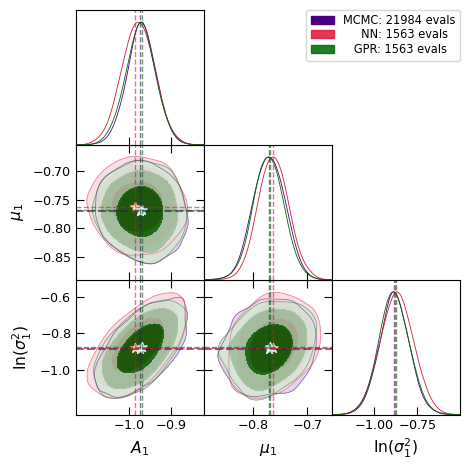 MCMC: 21984 evals
NN: 1563 evals
GPR: 1563 evals
−0.70
−0.75
−0.80
−0.85
μ₁
−0.6
−0.8
−1.0
ln(σ₁²)
−1.0 −0.9
−0.8 −0.7
−1.00 −0.75
A₁
μ₁
ln(σ₁²)